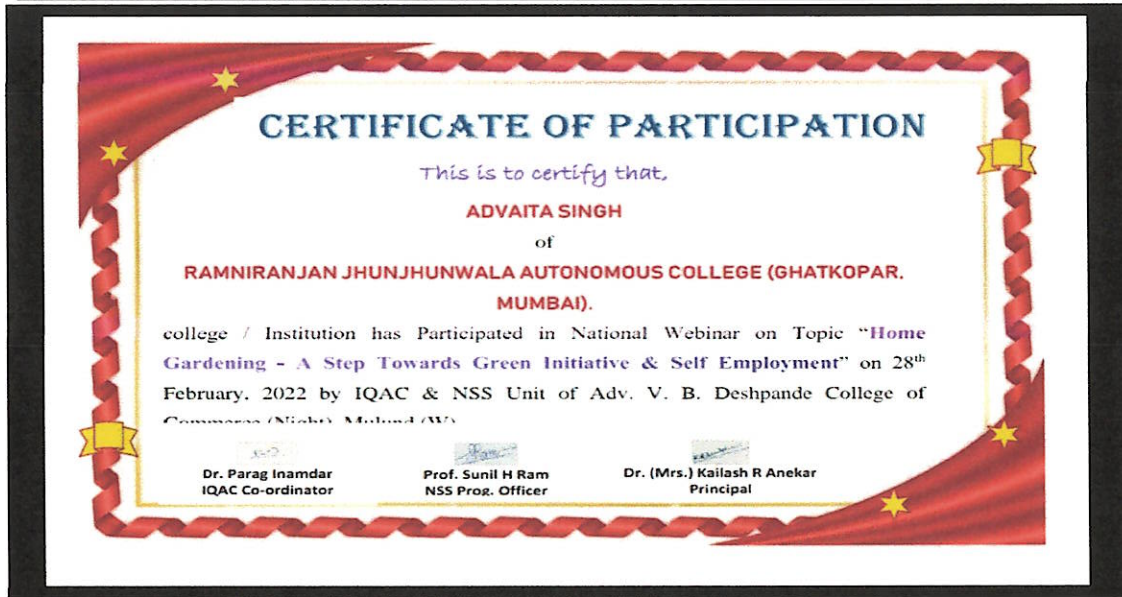 CERTIFICATE OF PARTICIPATION
This is to certify that,
ADVAITA SINGH
of
RAMNIRANJAN JHUNJHUNWALA AUTONOMOUS COLLEGE (GHATKOPAR,
MUMBAI).
college / Institution has Participated in National Webinar on Topic “Home
Gardening - A Step Towards Green Initiative & Self Employment” on 28th
February, 2022 by IQAC & NSS Unit of Adv. V. B. Deshpande College of
Commerce (Night), Mulund (W)
Dr. Parag Inamdar
IQAC Co-ordinator
Prof. Sunil H Ram
NSS Prog. Officer
Dr. (Mrs.) Kailash R Anekar
Principal